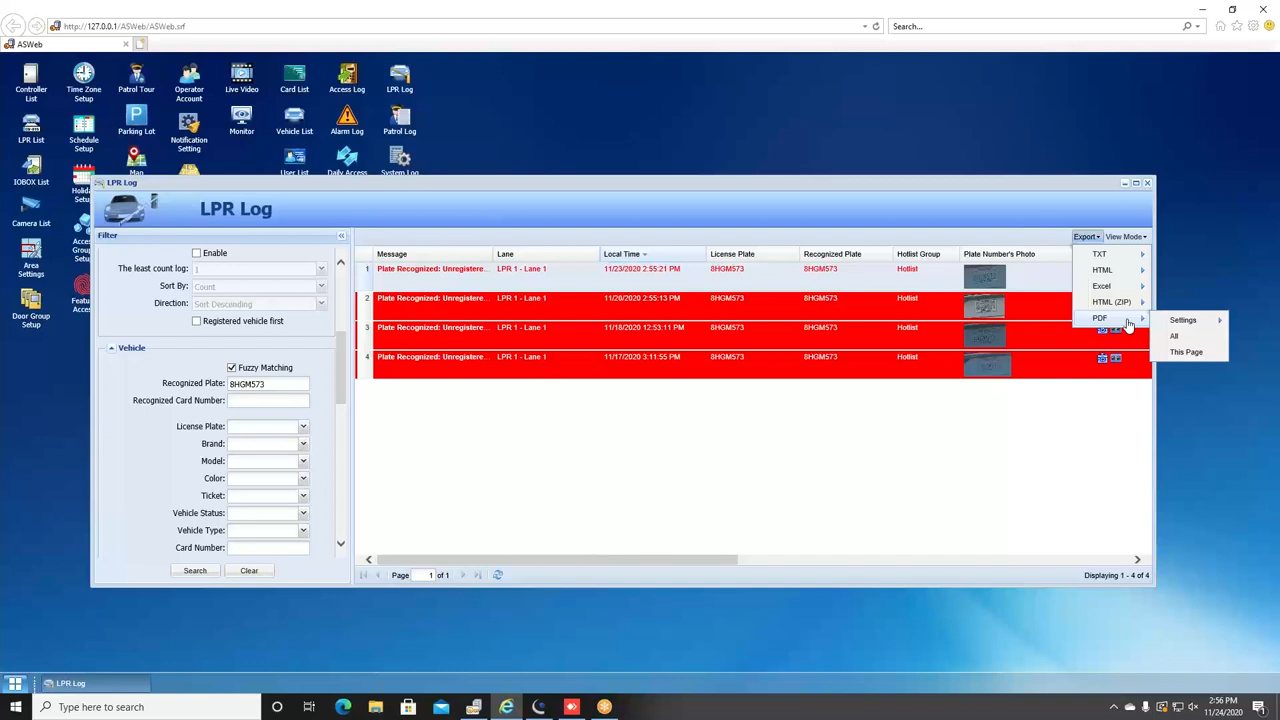 http://127.0.0.1/ASWeb/ASWeb.srf
Search...
ASWeb
Controller List
Time Zone Setup
Patrol Tour
Operator Account
Live Video
Card List
Access Log
LPR Log
LPR List
Schedule Setup
Parking Lot
Notification Setting
Monitor
Vehicle List
Alarm Log
Patrol Log
IOBOX List
Map
User List
Daily Access
System Log
Camera List
Area Settings
Door Group Setup
LPR Log
LPR Log
Filter
Export
View Mode
Enable
The least count log: 1
Sort By: Count
Direction: Sort Descending
Registered vehicle first
Vehicle
Fuzzy Matching
Recognized Plate: 8HGM573
Recognized Card Number:
License Plate:
Brand:
Model:
Color:
Ticket:
Vehicle Status:
Vehicle Type:
Card Number:
Search Clear
Message Lane Local Time License Plate Recognized Plate Hotlist Group Plate Number's Photo
1 Plate Recognized: Unregistere... LPR 1 - Lane 1 11/23/2020 2:55:21 PM 8HGM573 8HGM573 Hotlist
2 Plate Recognized: Unregistere... LPR 1 - Lane 1 11/20/2020 2:55:13 PM 8HGM573 8HGM573 Hotlist
3 Plate Recognized: Unregistere... LPR 1 - Lane 1 11/18/2020 12:53:11 PM 8HGM573 8HGM573 Hotlist
4 Plate Recognized: Unregistere... LPR 1 - Lane 1 11/17/2020 3:11:55 PM 8HGM573 8HGM573 Hotlist
TXT
HTML
Excel
HTML (ZIP)
PDF
Settings
All
This Page
Page 1 of 1
Displaying 1 - 4 of 4
LPR Log
Type here to search
2:56 PM
11/24/2020